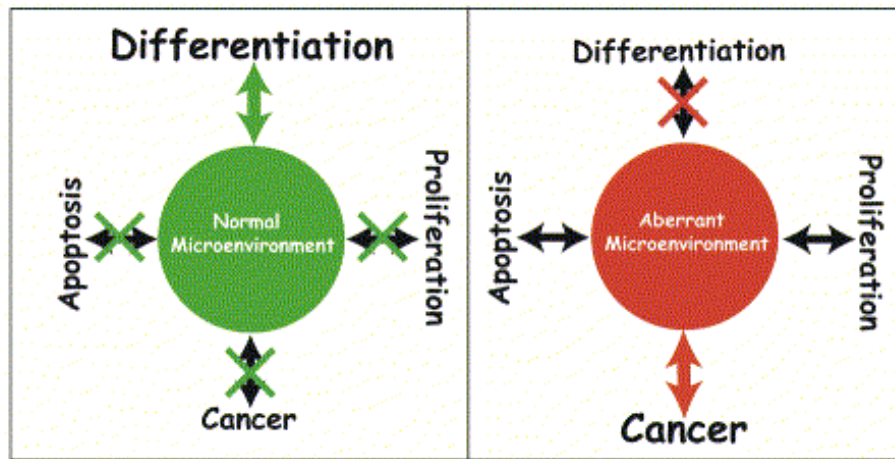 Differentiation
Apoptosis
Normal
Microenvironment
Proliferation
Cancer
Differentiation
Apoptosis
Aberrant
Microenvironment
Proliferation
Cancer